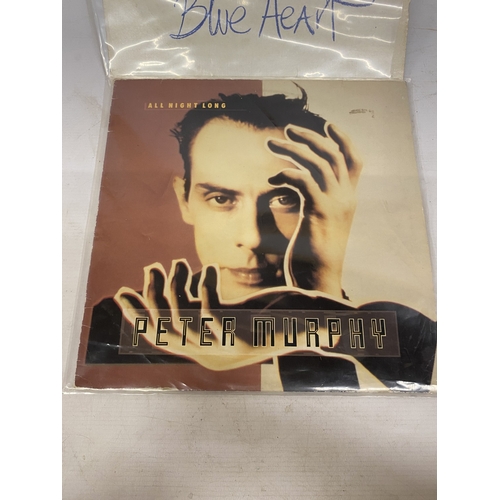 Blue Heart
ALL NIGHT LONG
PETER MURPHY